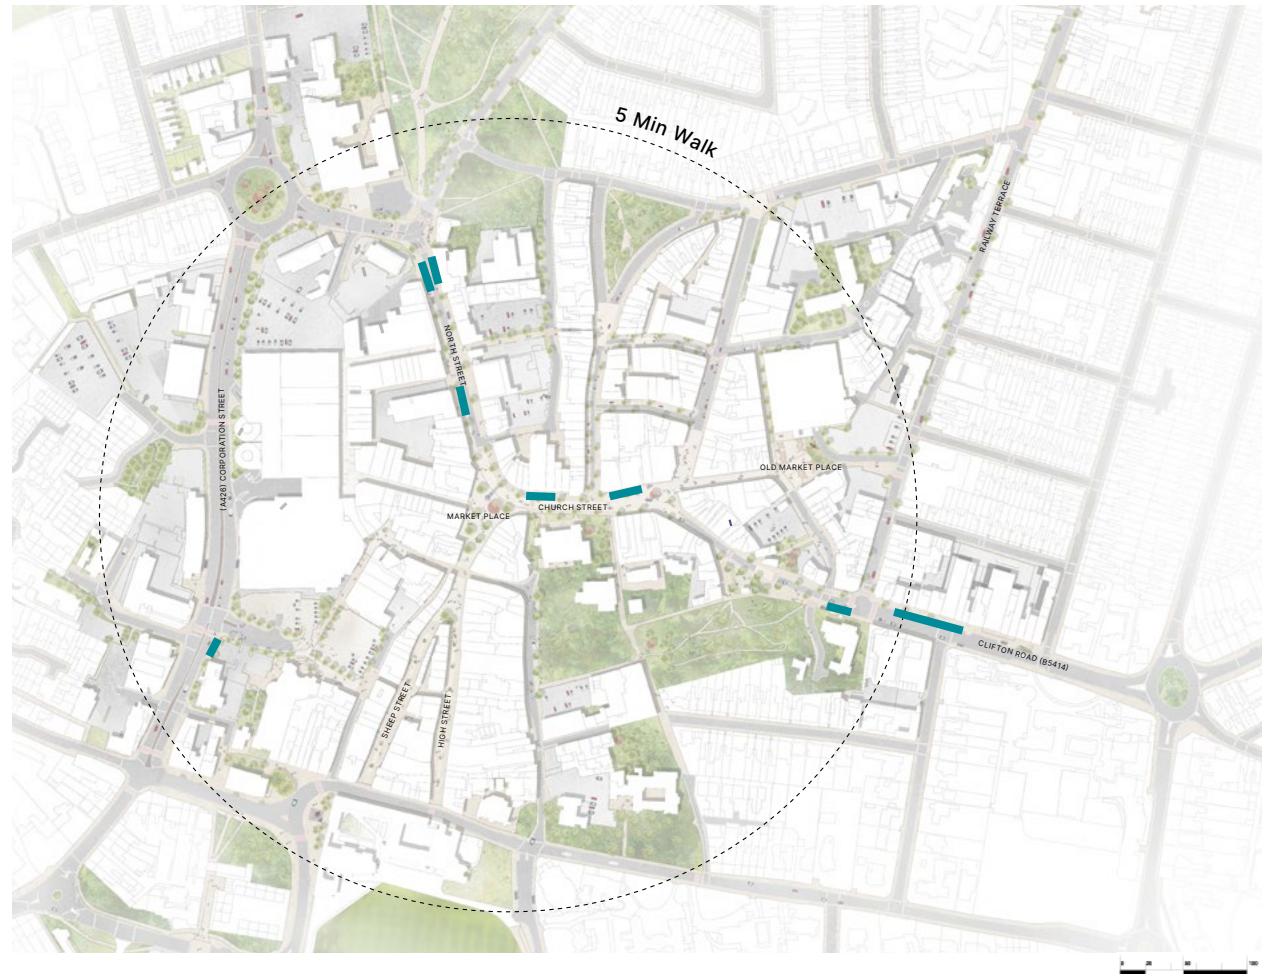 5 Min Walk
RAILWAY TERRACE
NORTH STREET
(A426) CORPORATION STREET
OLD MARKET PLACE
MARKET PLACE
CHURCH STREET
CLIFTON ROAD (B5414)
SHEEP STREET
HIGH STREET